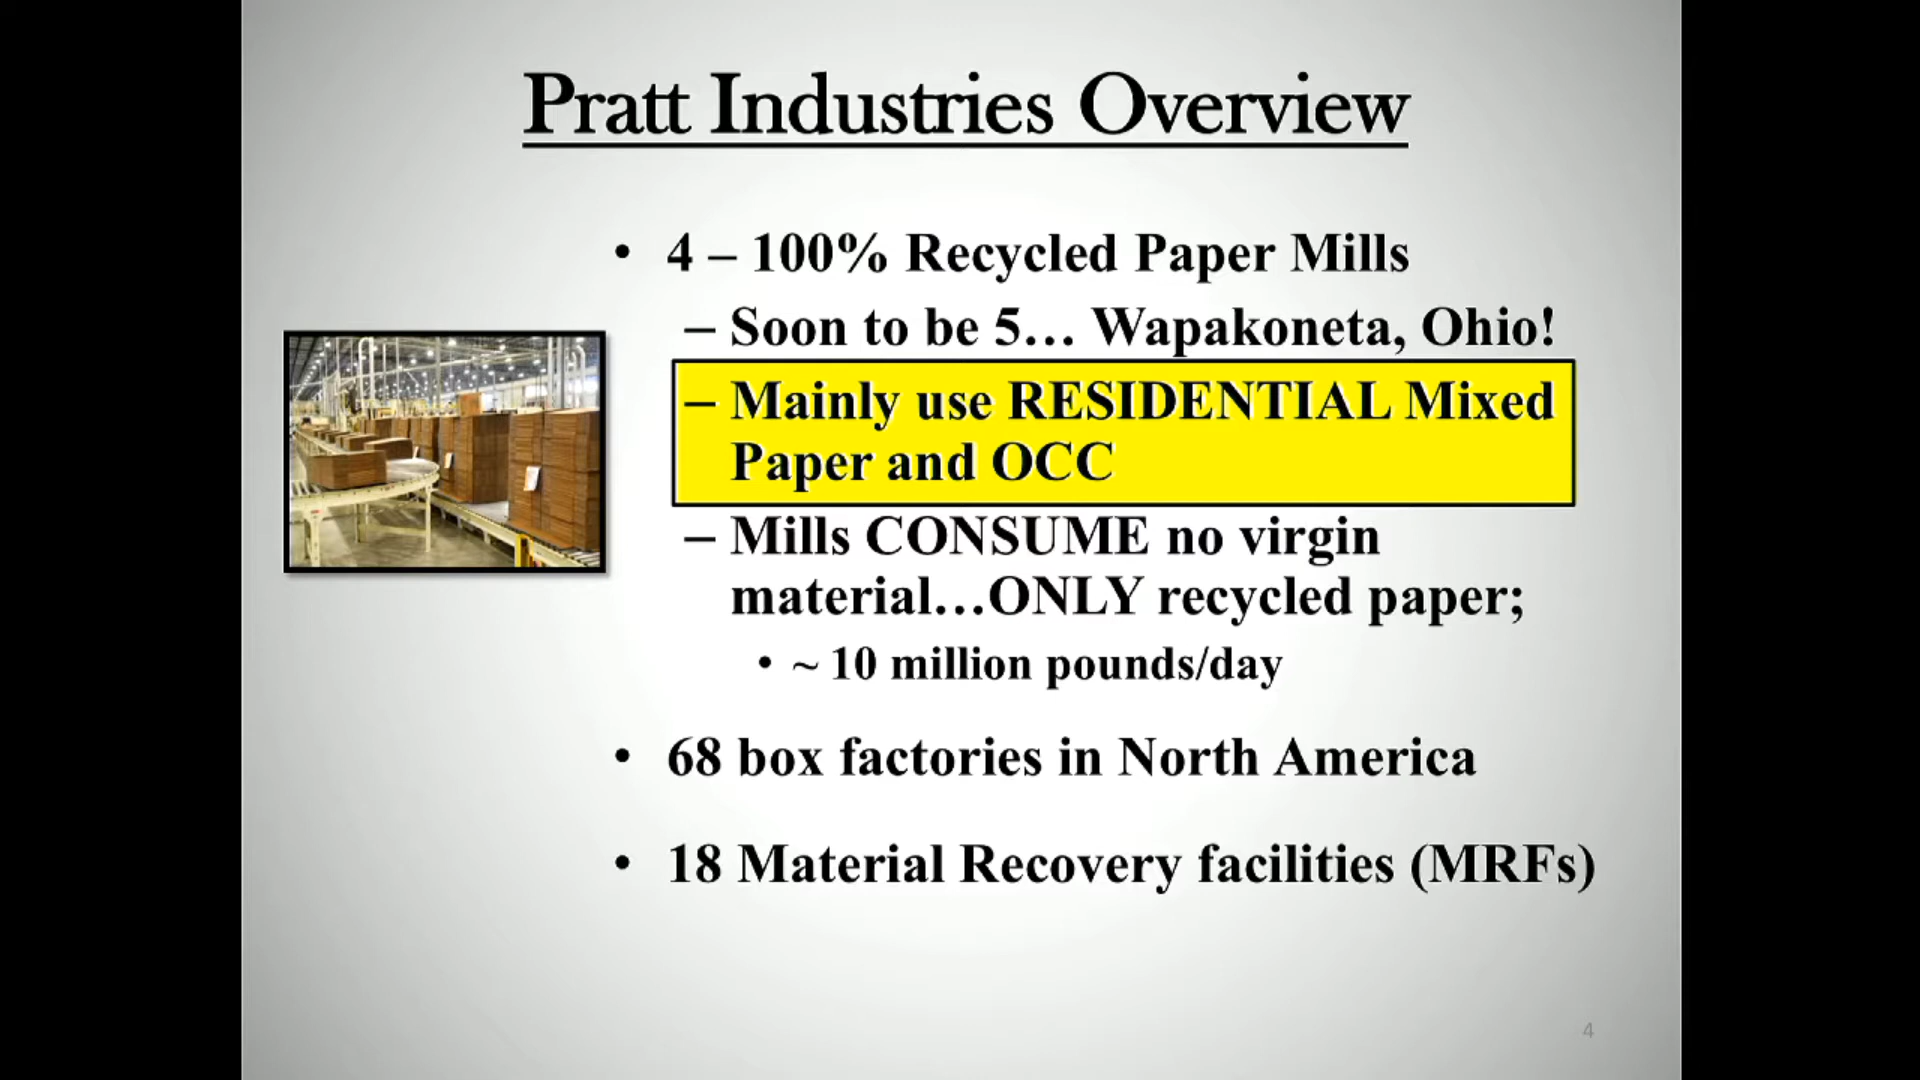 Pratt Industries Overview
• 4 – 100% Recycled Paper Mills
– Soon to be 5… Wapakoneta, Ohio!
– Mainly use RESIDENTIAL Mixed
Paper and OCC
– Mills CONSUME no virgin
material…ONLY recycled paper;
• ~ 10 million pounds/day
• 68 box factories in North America
• 18 Material Recovery facilities (MRFs)
4